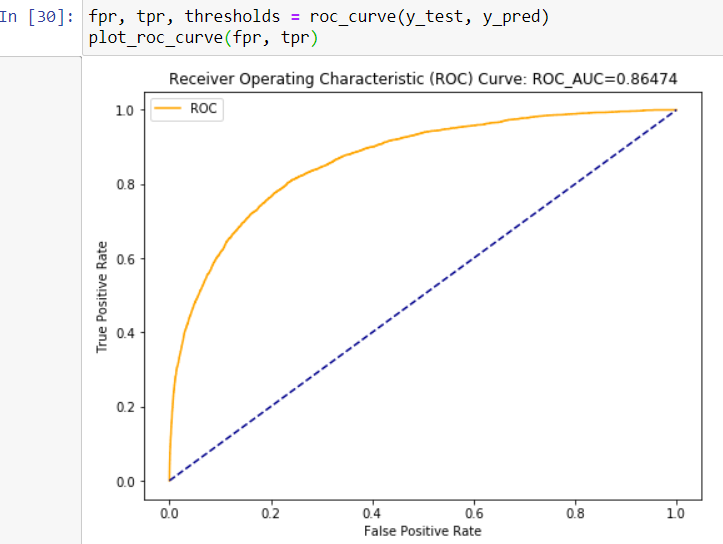 In [30]: fpr, tpr, thresholds = roc_curve(y_test, y_pred)
plot_roc_curve(fpr, tpr)
Receiver Operating Characteristic (ROC) Curve: ROC_AUC=0.86474
ROC
1.0
0.8
0.6
0.4
0.2
0.0
True Positive Rate
0.0 0.2 0.4 0.6 0.8 1.0
False Positive Rate